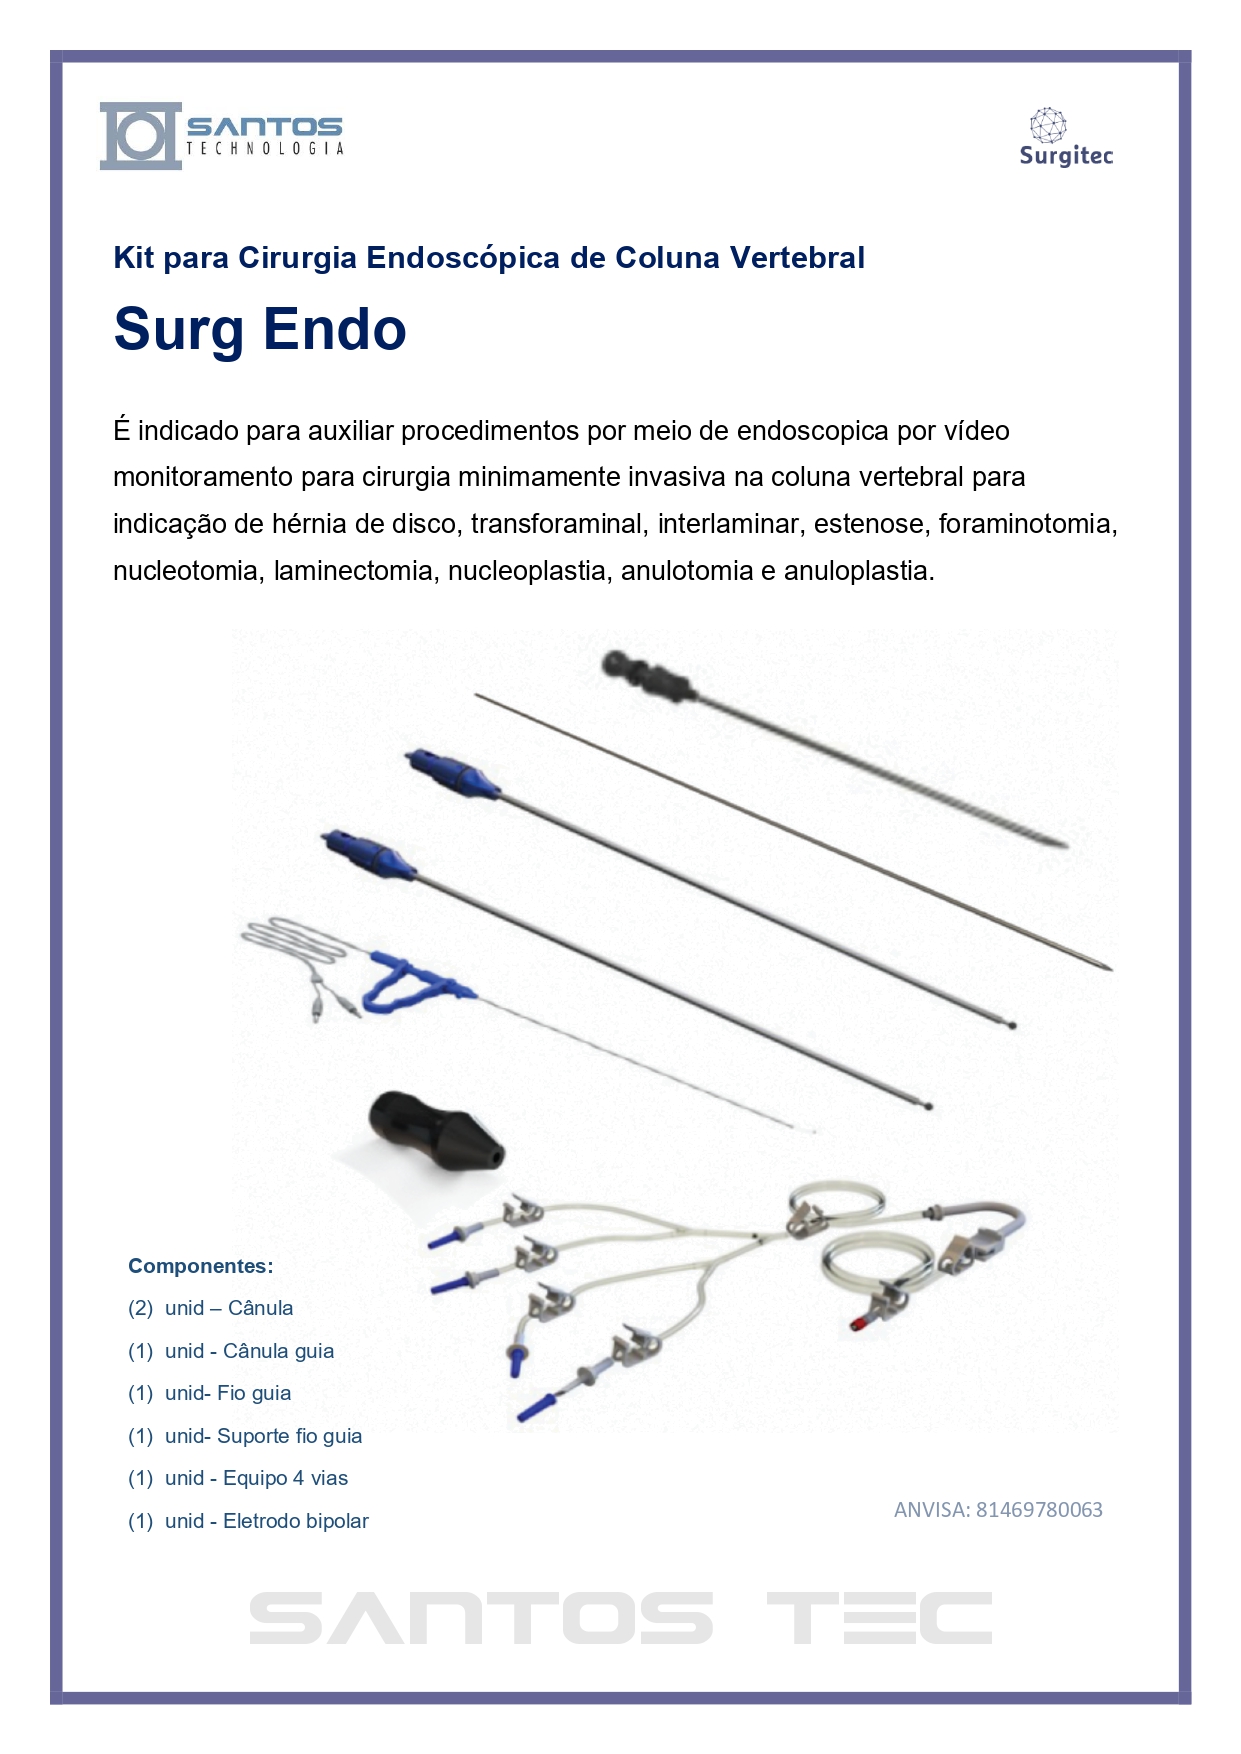 SANTOS
TECHNOLOGIA
Surgitec
Kit para Cirurgia Endoscópica de Coluna Vertebral
Surg Endo
É indicado para auxiliar procedimentos por meio de endoscopica por vídeo
monitoramento para cirurgia minimamente invasiva na coluna vertebral para
indicação de hérnia de disco, transforaminal, interlaminar, estenose, foraminotomia,
nucleotomia, laminectomia, nucleoplastia, anulotomia e anuloplastia.
Componentes:
(2) unid – Cânula
(1) unid - Cânula guia
(1) unid- Fio guia
(1) unid- Suporte fio guia
(1) unid - Equipo 4 vias
(1) unid - Eletrodo bipolar
ANVISA: 81469780063
SANTOS TEC